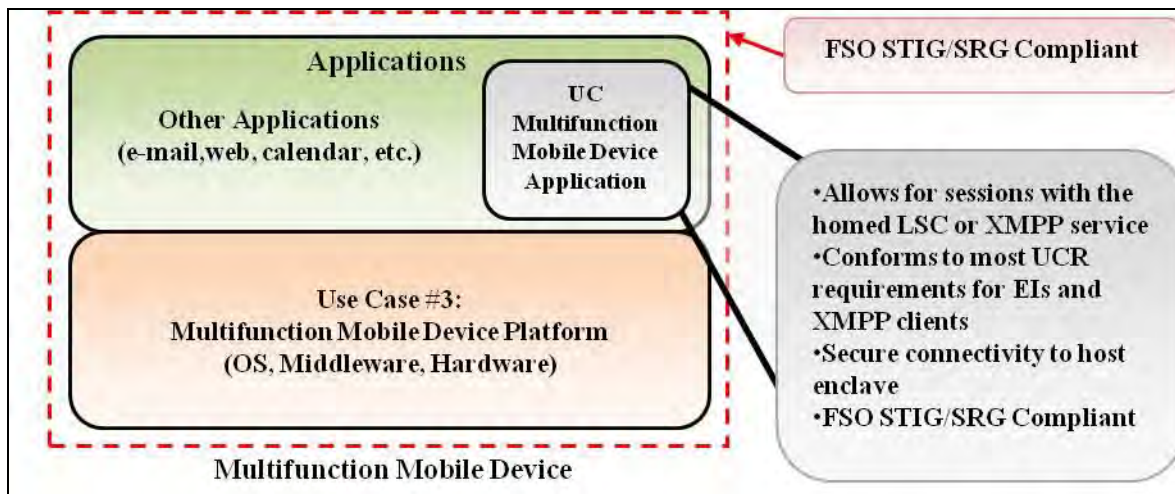 Applications
Other Applications
(e-mail,web, calendar, etc.)
UC
Multifunction
Mobile Device
Application
Use Case #3:
Multifunction Mobile Device Platform
(OS, Middleware, Hardware)
Multifunction Mobile Device
FSO STIG/SRG Compliant
•Allows for sessions with the
homed LSC or XMPP service
•Conforms to most UCR
requirements for EIs and
XMPP clients
•Secure connectivity to host
enclave
•FSO STIG/SRG Compliant